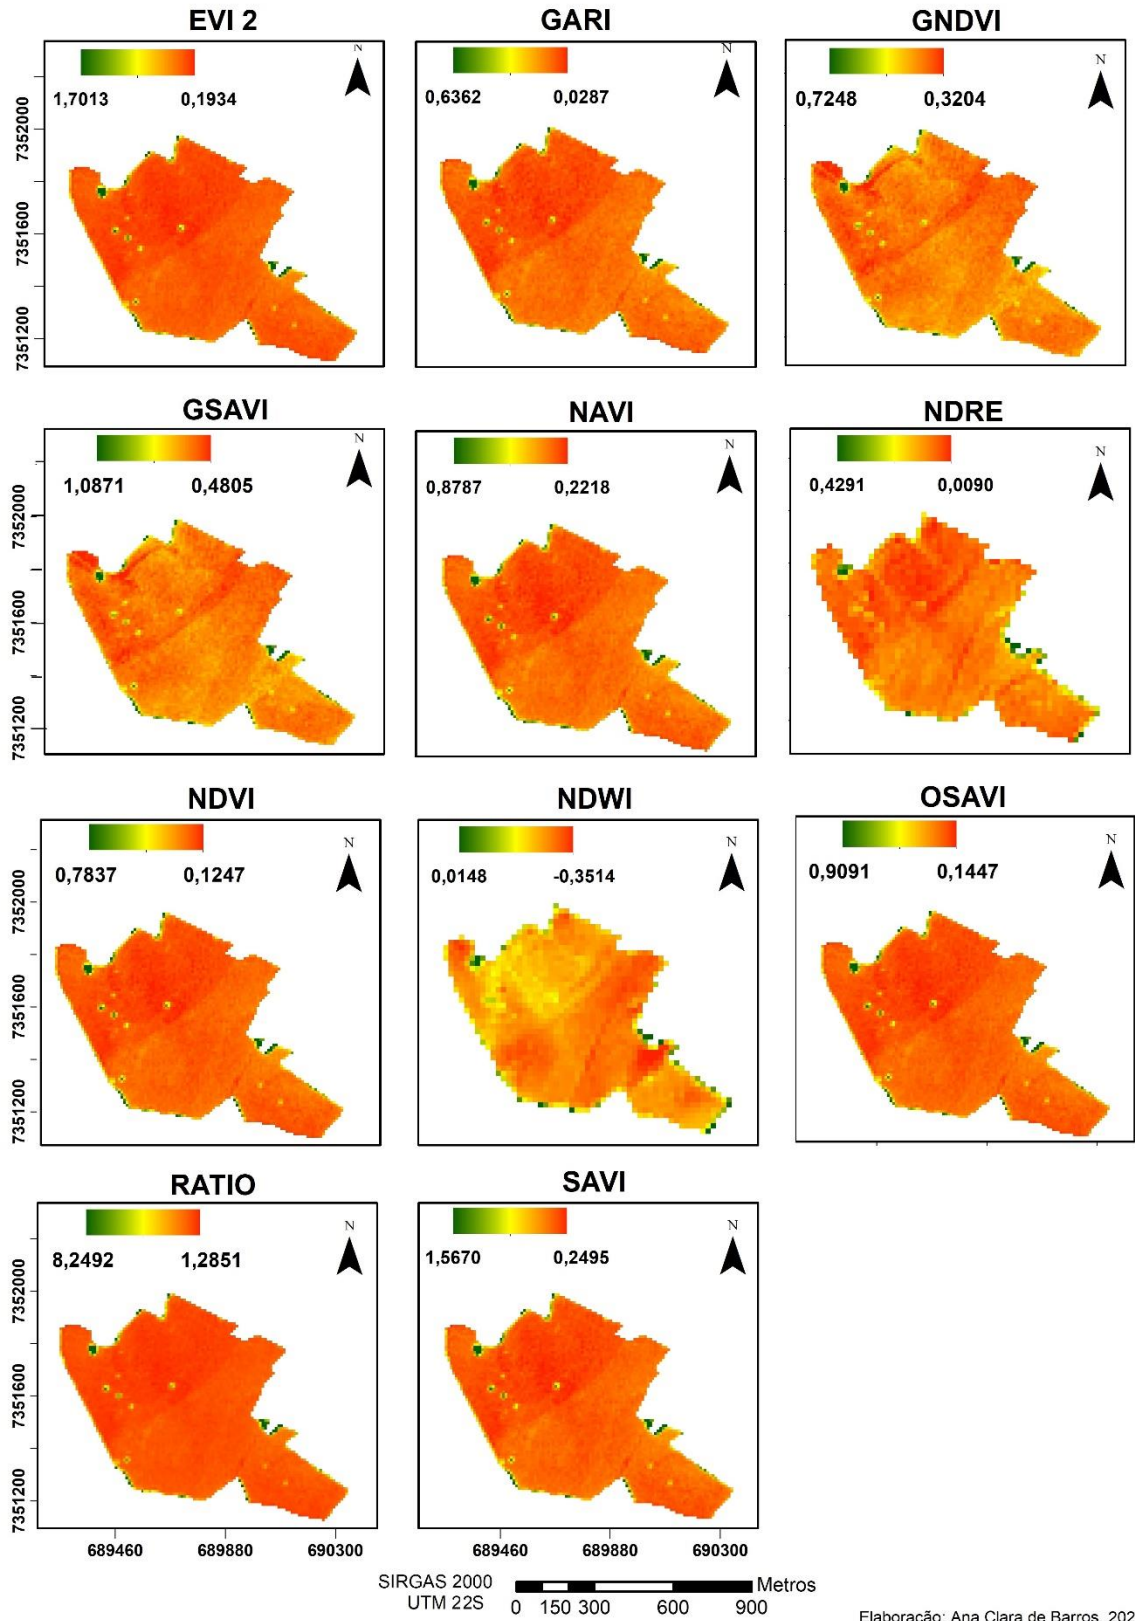 EVI 2
GARI
GNDVI
N
N
N
1,7013 0,1934
0,6362 0,0287
0,7248 0,3204
7352000
7351600
7351200
GSAVI
NAVI
NDRE
N
N
N
1,0871 0,4805
0,8787 0,2218
0,4291 0,0090
7352000
7351600
7351200
NDVI
NDWI
OSAVI
N
N
N
0,7837 0,1247
0,0148 -0,3514
0,9091 0,1447
7352000
7351600
7351200
RATIO
SAVI
N
N
8,2492 1,2851
1,5670 0,2495
7352000
7351600
7351200
689460 689880 690300
689460 689880 690300
SIRGAS 2000
UTM 22S
Metros
0 150 300 600 900
Elaboração: Ana Clara de Barros, 202